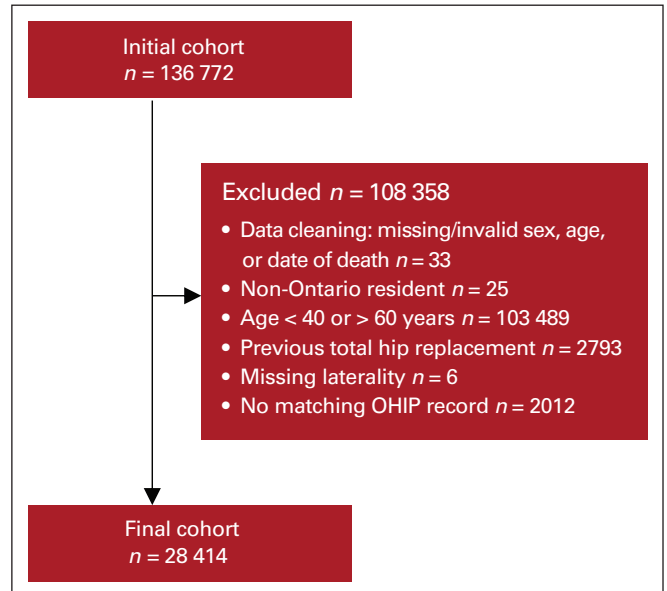 Initial cohort
n = 136 772
Excluded n = 108 358
• Data cleaning: missing/invalid sex, age,
or date of death n = 33
• Non-Ontario resident n = 25
• Age < 40 or > 60 years n = 103 489
• Previous total hip replacement n = 2793
• Missing laterality n = 6
• No matching OHIP record n = 2012
Final cohort
n = 28 414